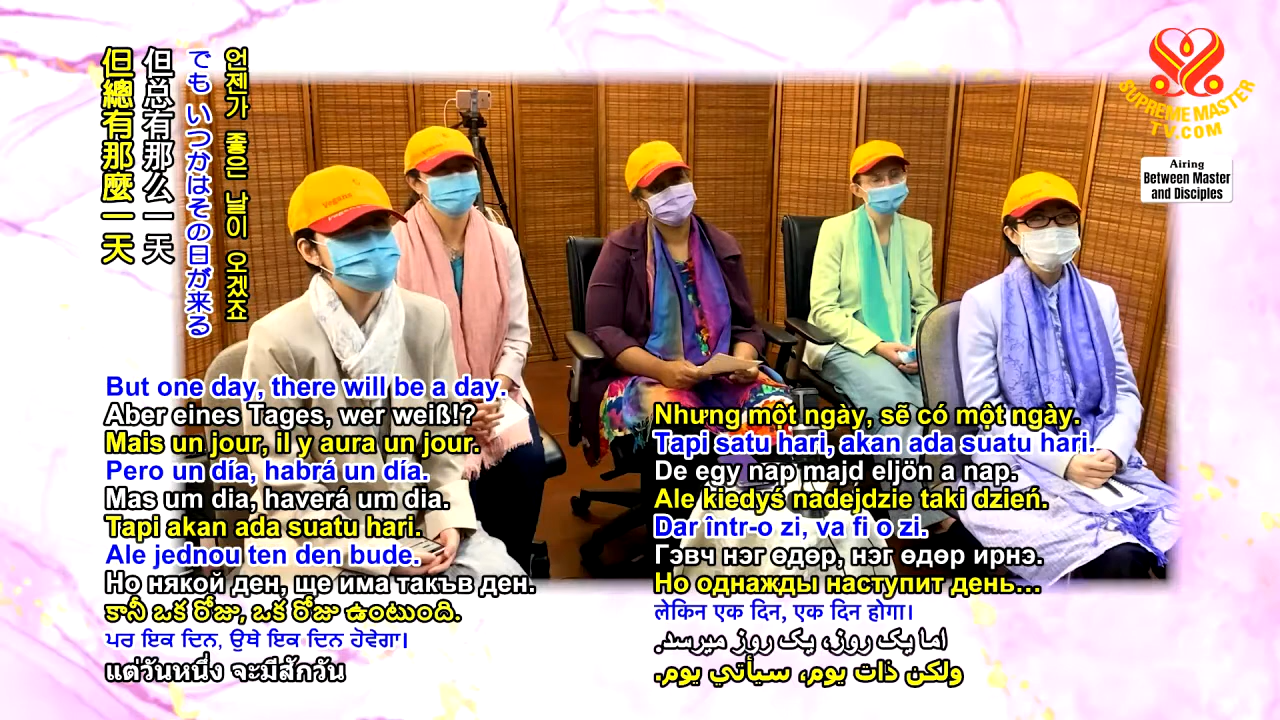 但總有那麼一天
但总有那么一天
でも いつかはその日が来る
언젠가 좋은 날이 오겠죠
SUPREME MASTER
TV.COM
Airing
Between Master
and Disciples
Vegans
But one day, there will be a day.
Aber eines Tages, wer weiß!?
Mais un jour, il y aura un jour.
Pero un día, habrá un día.
Mas um dia, haverá um dia.
Tapi akan ada suatu hari.
Ale jednou ten den bude.
Но някой ден, ще има такъв ден.
కానీ ఒక రోజు, ఒక రోజు ఉంటుంది.
ਪਰ ਇਕ ਦਿਨ, ਉਥੇ ਇਕ ਦਿਨ ਹੋਵੇਗਾ।
แต่วันหนึ่ง จะมีสักวัน
Nhưng một ngày, sẽ có một ngày.
Tapi satu hari, akan ada suatu hari.
De egy nap majd eljön a nap.
Ale kiedyś nadejdzie taki dzień.
Dar într-o zi, va fi o zi.
Гэвч нэг өдөр, нэг өдөр ирнэ.
Но однажды наступит день...
लेकिन एक दिन, एक दिन होगा।
اما یک روز، یک روز میرسد.
ولكن ذات يوم، سيأتي يوم.